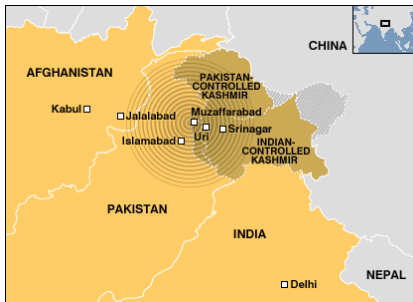 CHINA
AFGHANISTAN
PAKISTAN-
CONTROLLED
KASHMIR
Kabul
Jalalabad
Muzaffarabad
Islamabad
Uri
Srinagar
INDIAN-
CONTROLLED
KASHMIR
PAKISTAN
INDIA
NEPAL
Delhi